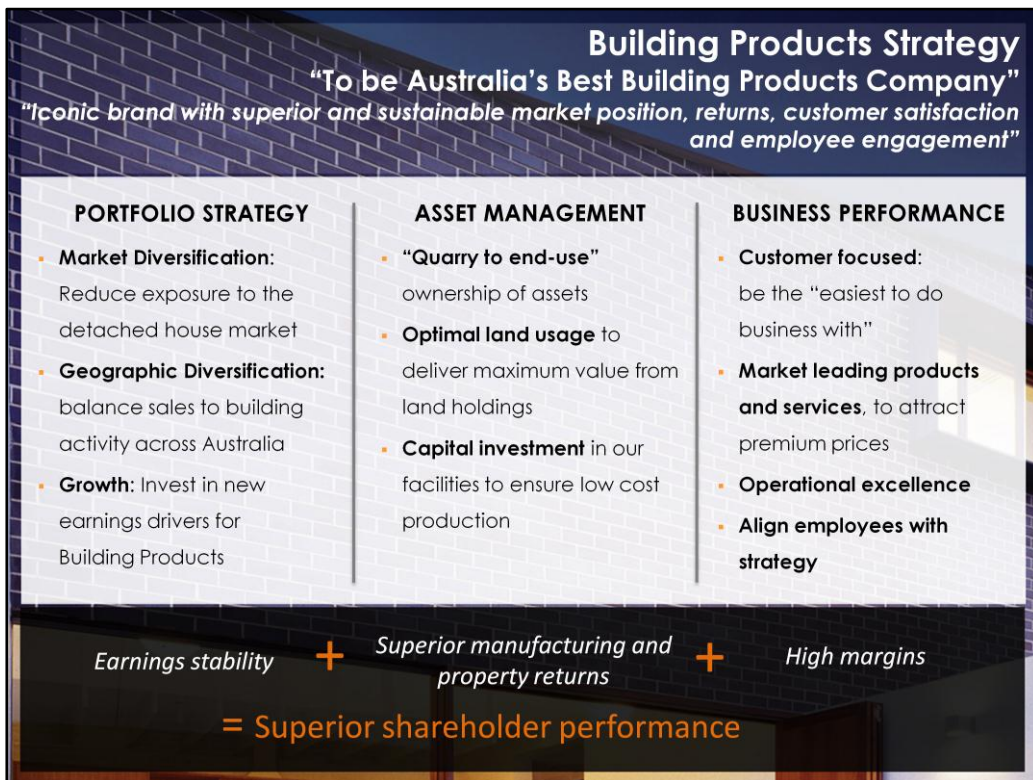 Building Products Strategy
“To be Australia’s Best Building Products Company”
“Iconic brand with superior and sustainable market position, returns, customer satisfaction
and employee engagement”
PORTFOLIO STRATEGY
▪ Market Diversification:
Reduce exposure to the
detached house market
▪ Geographic Diversification:
balance sales to building
activity across Australia
▪ Growth: Invest in new
earnings drivers for
Building Products
ASSET MANAGEMENT
▪ “Quarry to end-use”
ownership of assets
▪ Optimal land usage to
deliver maximum value from
land holdings
▪ Capital investment in our
facilities to ensure low cost
production
BUSINESS PERFORMANCE
▪ Customer focused:
be the “easiest to do
business with”
▪ Market leading products
and services, to attract
premium prices
▪ Operational excellence
▪ Align employees with
strategy
Earnings stability
+
Superior manufacturing and
property returns
+
High margins
= Superior shareholder performance